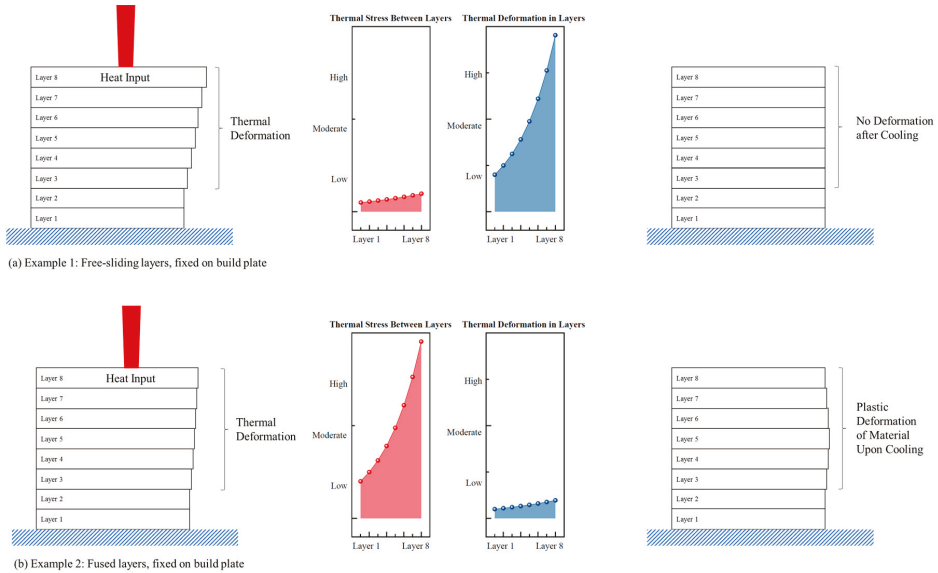 Thermal Stress Between Layers
Thermal Deformation in Layers
Layer 8
Heat Input
Layer 7
Layer 6
Layer 5
Layer 4
Layer 3
Layer 2
Layer 1
Thermal
Deformation
High
Moderate
Low
Layer 1
Layer 8
High
Moderate
Low
Layer 1
Layer 8
Layer 8
Layer 7
Layer 6
Layer 5
Layer 4
Layer 3
Layer 2
Layer 1
No Deformation
after Cooling
(a) Example 1: Free-sliding layers, fixed on build plate
Thermal Stress Between Layers
Thermal Deformation in Layers
Layer 8
Heat Input
Layer 7
Layer 6
Layer 5
Layer 4
Layer 3
Layer 2
Layer 1
Thermal
Deformation
High
Moderate
Low
Layer 1
Layer 8
High
Moderate
Low
Layer 1
Layer 8
Layer 8
Layer 7
Layer 6
Layer 5
Layer 4
Layer 3
Layer 2
Layer 1
Plastic
Deformation
of Material
Upon Cooling
(b) Example 2: Fused layers, fixed on build plate